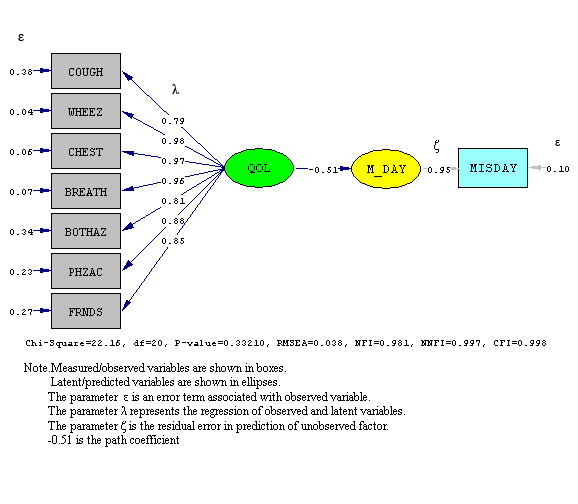 ε
0.38 COUGH
λ
0.79
0.04 WHEEZ
0.98
ζ
ε
0.06 CHEST
0.97
QOL -0.51 M_DAY 0.95 MISDAY 0.10
0.07 BREATH
0.96
0.81
0.34 BOTHAZ
0.88
0.85
0.23 PHZAC
0.27 FRNDS
Chi-Square=22.16, df=20, P-value=0.33210, RMSEA=0.038, NFI=0.981, NNFI=0.997, CFI=0.998
Note.Measured/observed variables are shown in boxes.
Latent/predicted variables are shown in ellipses.
The parameter ε is an error term associated with observed variable.
The parameter λ represents the regression of observed and latent variables.
The parameter ζ is the residual error in prediction of unobserved factor.
-0.51 is the path coefficient